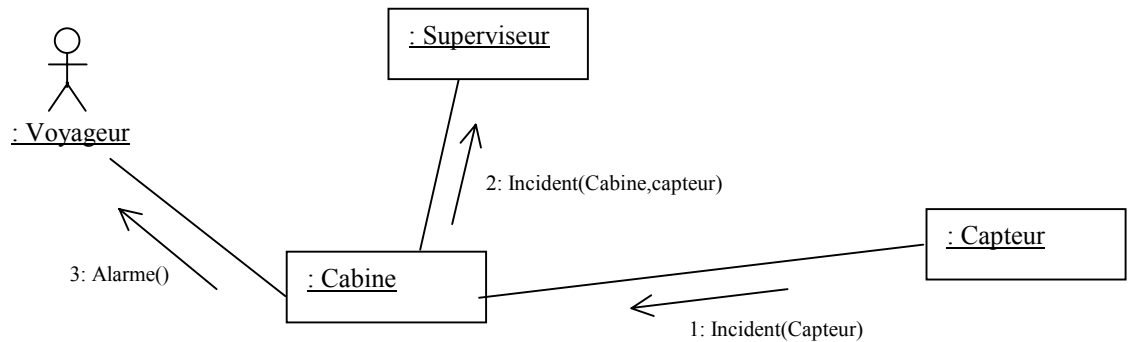 : Superviseur
: Voyageur
2: Incident(Cabine,capteur)
: Capteur
3: Alarme()
: Cabine
1: Incident(Capteur)